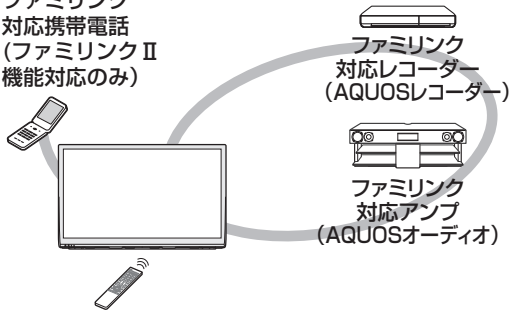 ファミリンク
対応携帯電話
(ファミリンクⅡ
機能対応のみ)
ファミリンク
対応レコーダー
(AQUOSレコーダー)
ファミリンク
対応アンプ
(AQUOSオーディオ)